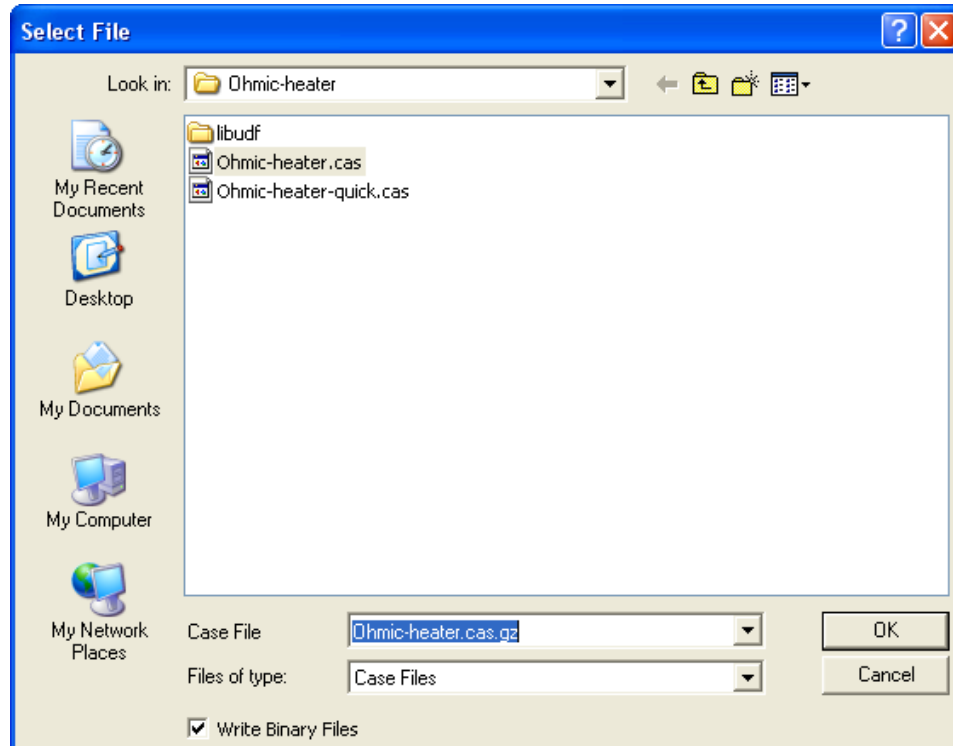 Select File
Look in:
Ohmic-heater
My Recent
Documents
Desktop
My Documents
My Computer
My Network
Places
libudf
Ohmic-heater.cas
Ohmic-heater-quick.cas
Case File
Ohmic-heater.cas.gz
OK
Files of type:
Case Files
Cancel
Write Binary Files